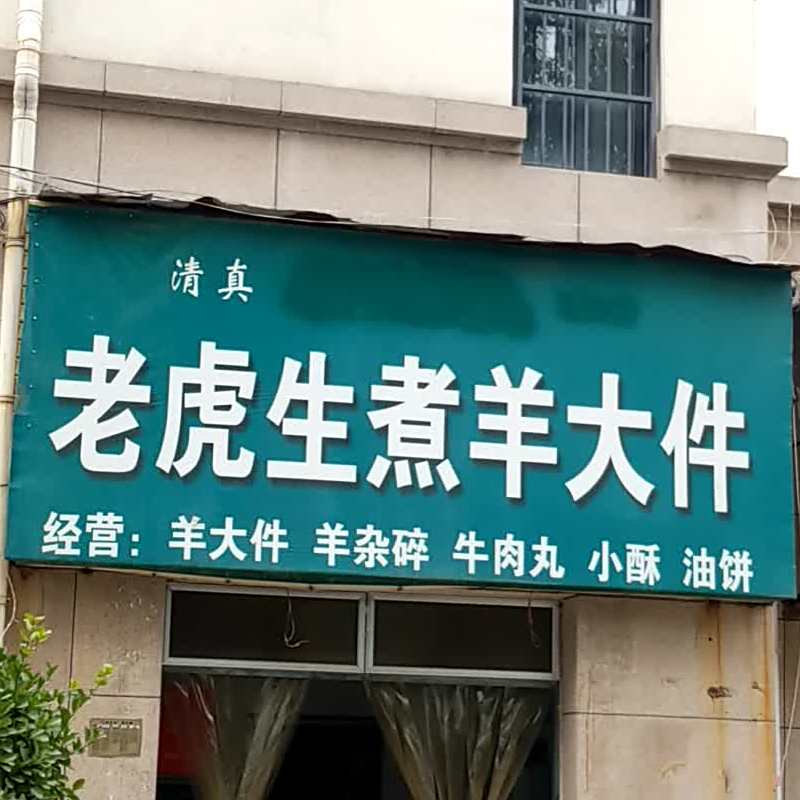 清真
老虎生煮羊大件
经营：羊大件 羊杂碎 牛肉丸 小酥 油饼